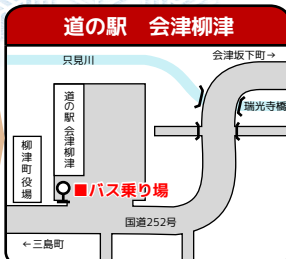 道の駅　会津柳津
会津坂下町→
只見川
瑞光寺橋
道の駅 会津柳津
柳津町役場
■バス乗り場
国道252号
←三島町